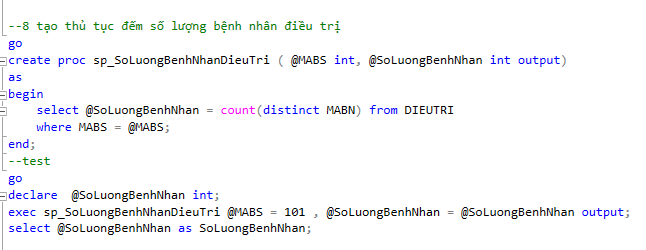 --8 tạo thủ tục đếm số lượng bệnh nhân điều trị
go
create proc sp_SoLuongBenhNhanDieuTri ( @MABS int, @SoLuongBenhNhan int output)
as
begin
select @SoLuongBenhNhan = count(distinct MABN) from DIEUTRI
where MABS = @MABS;
end;
--test
go
declare  @SoLuongBenhNhan int;
exec sp_SoLuongBenhNhanDieuTri @MABS = 101 , @SoLuongBenhNhan = @SoLuongBenhNhan output;
select @SoLuongBenhNhan as SoLuongBenhNhan;